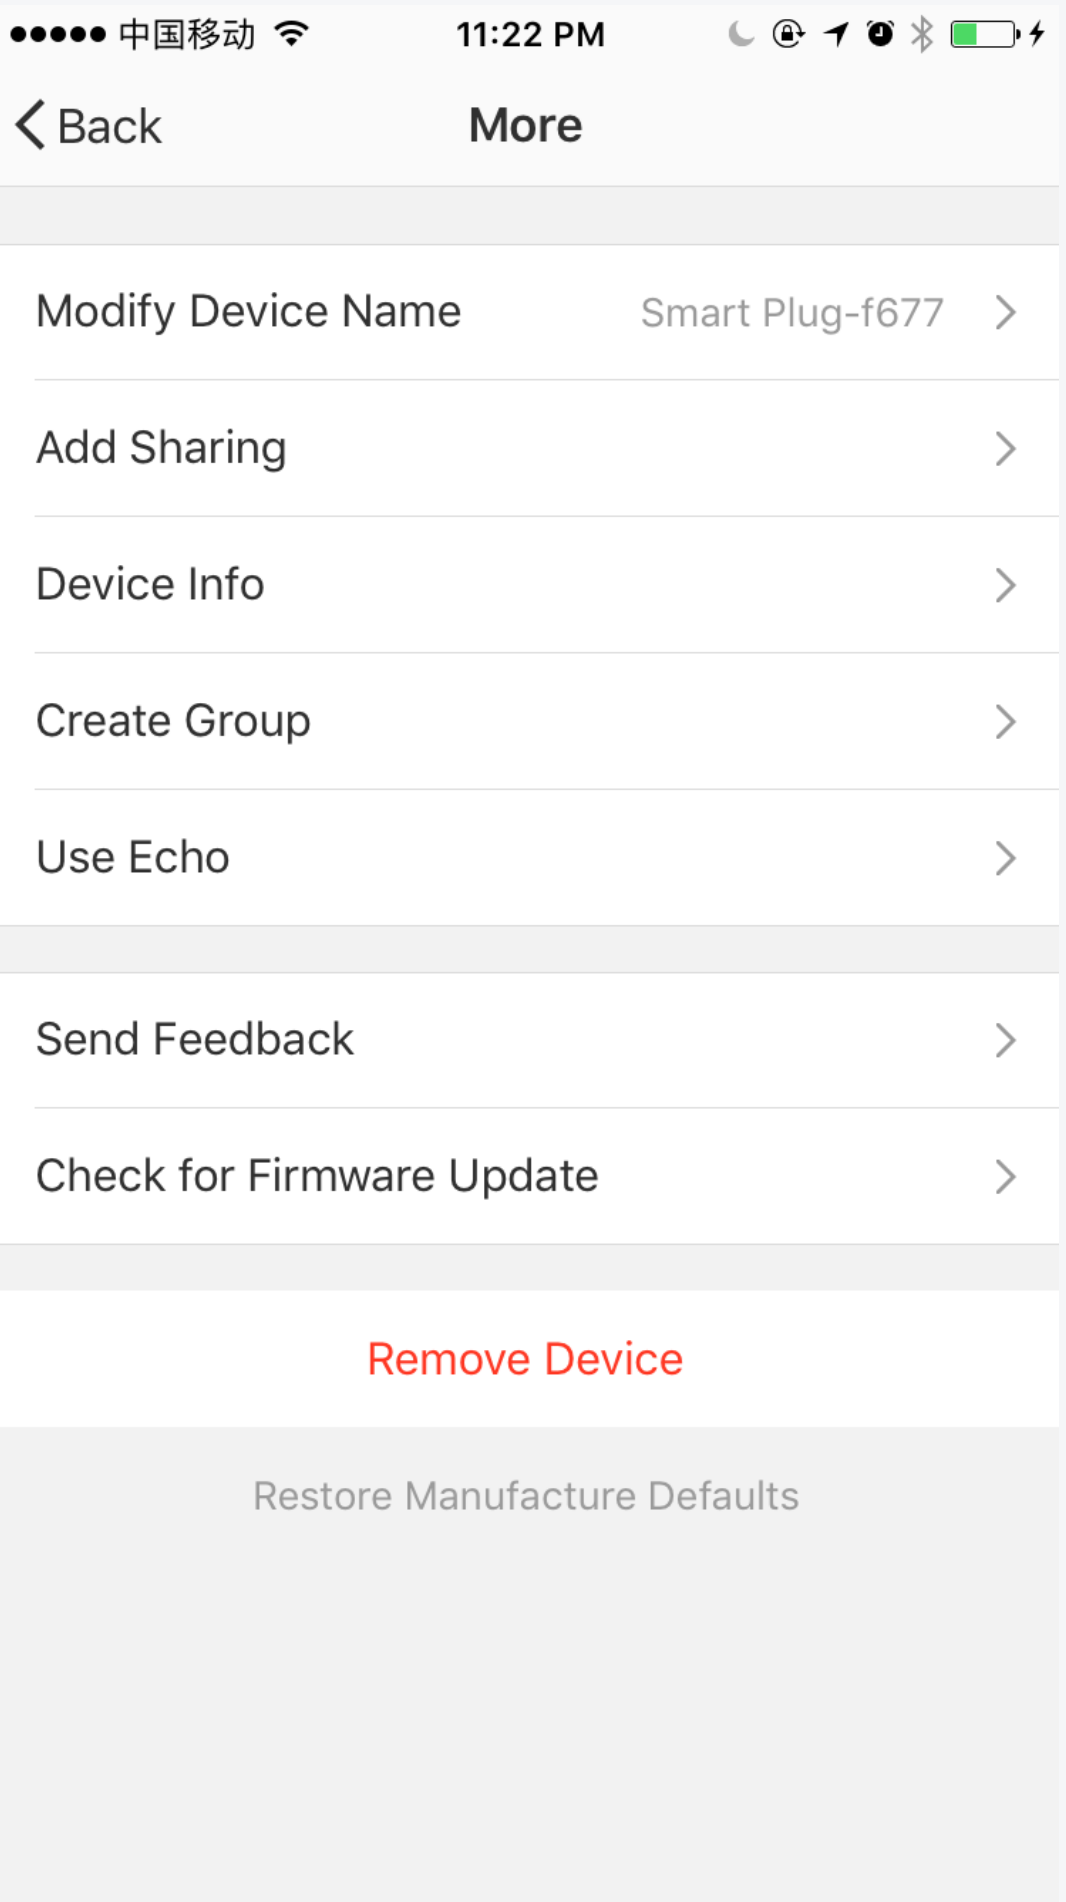 中国移动 11:22 PM
Back More
Modify Device Name Smart Plug-f677
Add Sharing
Device Info
Create Group
Use Echo
Send Feedback
Check for Firmware Update
Remove Device
Restore Manufacture Defaults